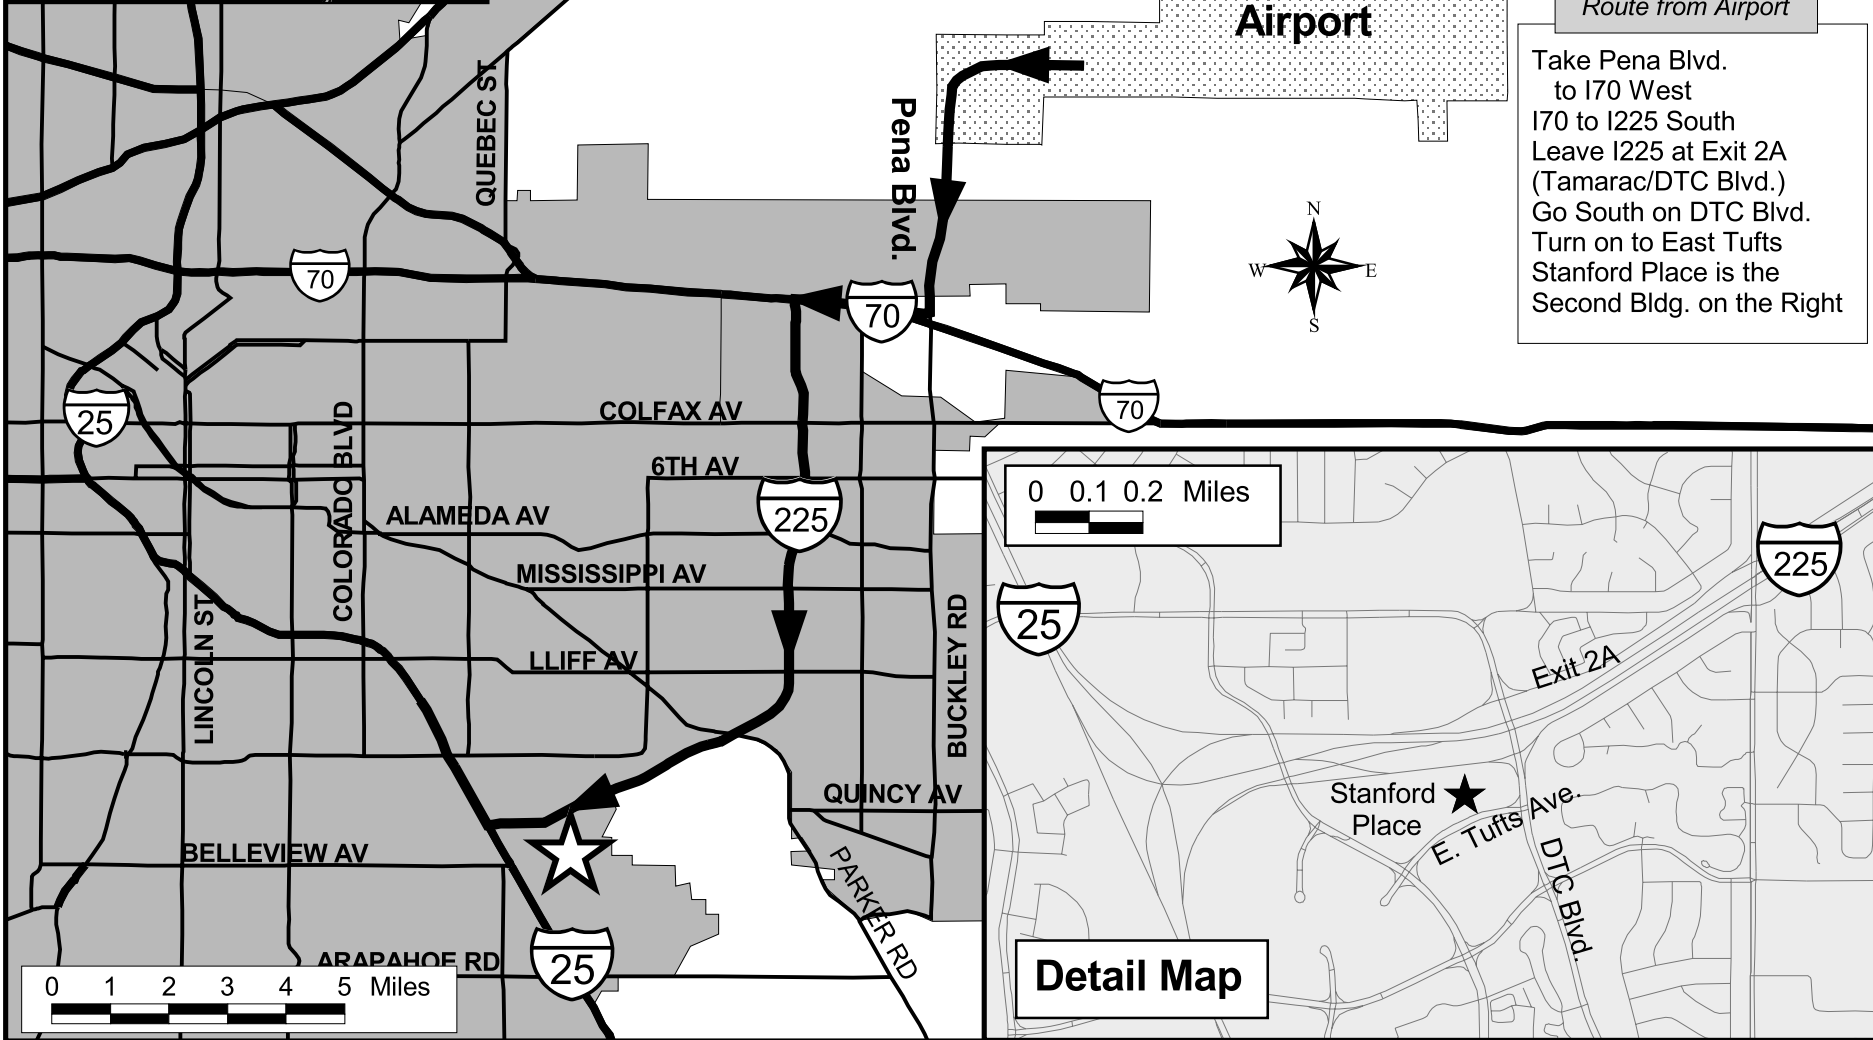 Airport
Route from Airport
Take Pena Blvd.
to I70 West
I70 to I225 South
Leave I225 at Exit 2A
(Tamarac/DTC Blvd.)
Go South on DTC Blvd.
Turn on to East Tufts
Stanford Place is the
Second Bldg. on the Right
QUEBEC ST
Pena Blvd.
N
W
E
S
70
70
70
25
COLORADO BLVD
COLFAX AV
6TH AV
225
ALAMEDA AV
MISSISSIPPI AV
LINCOLN ST
LLIFF AV
BUCKLEY RD
QUINCY AV
BELLEVIEW AV
PARKER RD
ARAPAHOE RD
25
0 1 2 3 4 5 Miles
0 0.1 0.2 Miles
225
25
Exit 2A
Stanford
Place
E. Tufts Ave.
DTC Blvd.
Detail Map